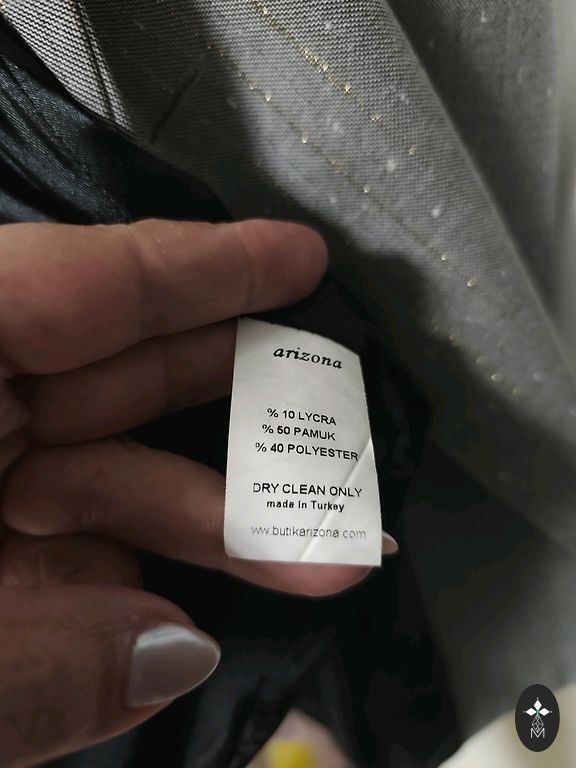 arizona
% 10 LYCRA
% 50 PAMUK
% 40 POLYESTER
DRY CLEAN ONLY
made in Turkey
www.butikarizona.com